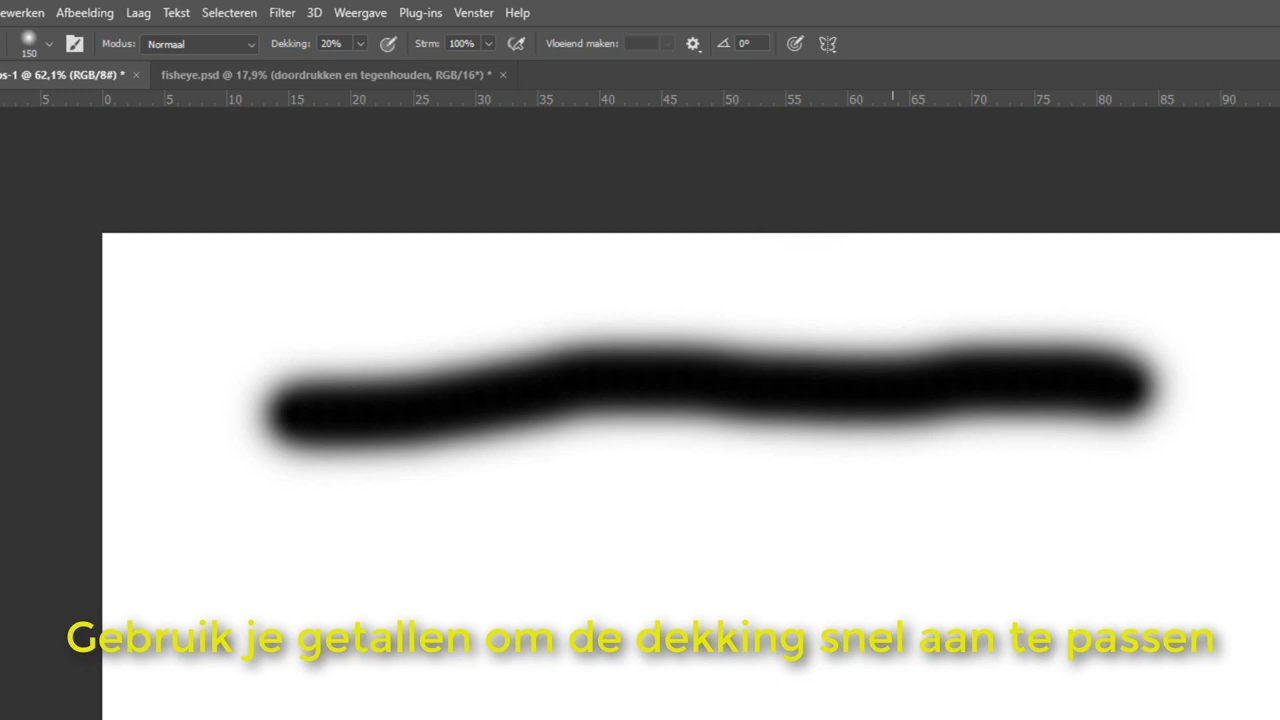 ewerken Afbeelding Laag Tekst Selecteren Filter 3D Weergave Plug-ins Venster Help
150 Modus: Normaal Dekking: 20% Strm: 100% Vloeiend maken: 0°
os-1 @ 62,1% (RGB/8#) * × fisheye.psd @ 17,9% (doordrukken en tegenhouden, RGB/16*) * ×
5 0 5 10 15 20 25 30 35 40 45 50 55 60 65 70 75 80 85 90
Gebruik je getallen om de dekking snel aan te passen